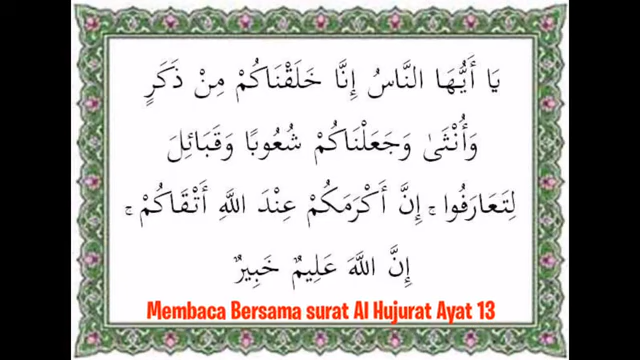 يَا أَيُّهَا النَّاسُ إِنَّا خَلَقْنَاكُمْ مِنْ ذَكَرٍ
وَأُنْثَىٰ وَجَعَلْنَاكُمْ شُعُوبًا وَقَبَائِلَ
لِتَعَارَفُوا ۚ إِنَّ أَكْرَمَكُمْ عِنْدَ اللَّهِ أَتْقَاكُمْ ۚ
إِنَّ اللَّهَ عَلِيمٌ خَبِيرٌ
Membaca Bersama surat Al Hujurat Ayat 13